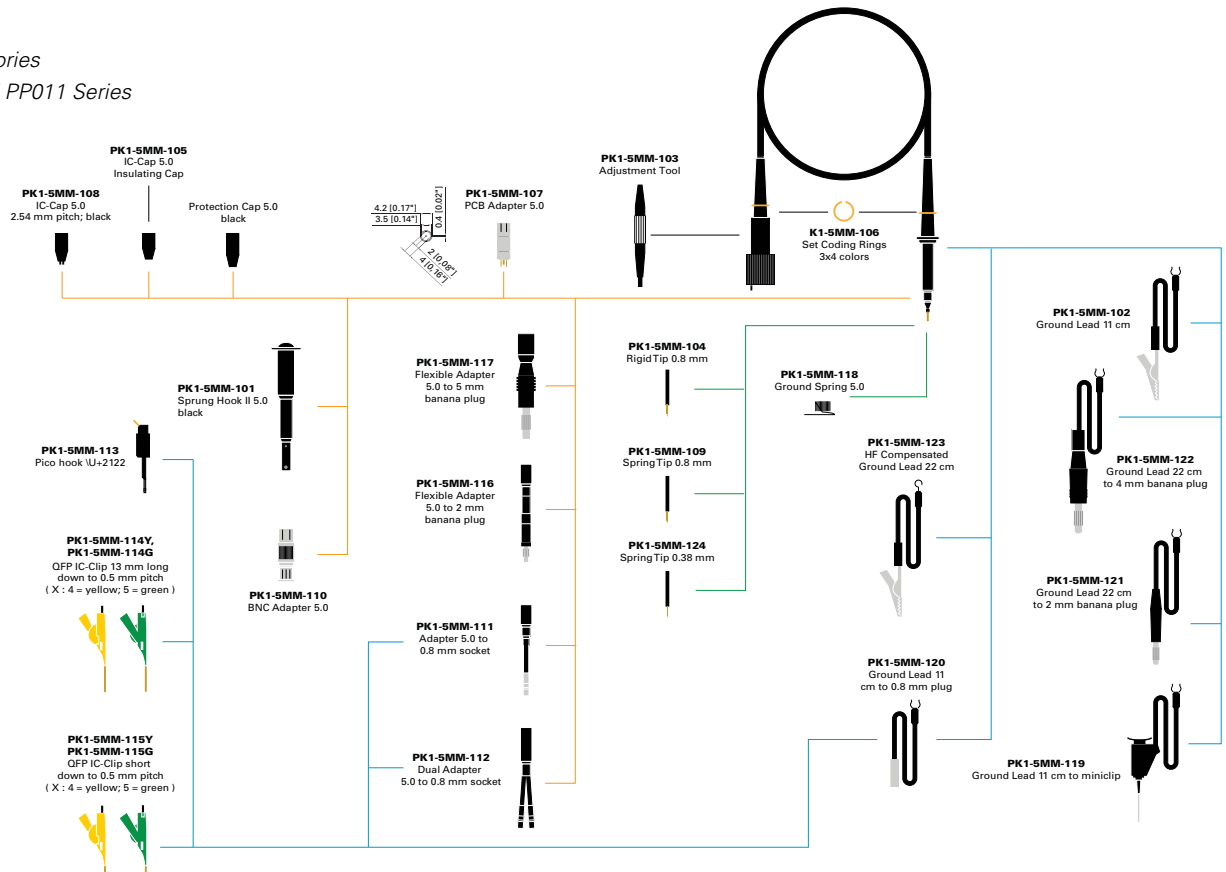 ories
PP011 Series
PK1-5MM-105
IC-Cap 5.0
Insulating Cap
PK1-5MM-108
IC-Cap 5.0
2.54 mm pitch; black
Protection Cap 5.0
black
4.2 [0.17"]
3.5 [0.14"]
0.4 [0.02"]
2 [0,08"]
4 [0,16"]
PK1-5MM-107
PCB Adapter 5.0
PK1-5MM-103
Adjustment Tool
K1-5MM-106
Set Coding Rings
3x4 colors
PK1-5MM-101
Sprung Hook II 5.0
black
PK1-5MM-113
Pico hook \U+2122
PK1-5MM-114Y,
PK1-5MM-114G
QFP IC-Clip 13 mm long
down to 0.5 mm pitch
( X : 4 = yellow; 5 = green )
PK1-5MM-115Y
PK1-5MM-115G
QFP IC-Clip short
down to 0.5 mm pitch
( X : 4 = yellow; 5 = green )
PK1-5MM-110
BNC Adapter 5.0
PK1-5MM-117
Flexible Adapter
5.0 to 5 mm
banana plug
PK1-5MM-116
Flexible Adapter
5.0 to 2 mm
banana plug
PK1-5MM-111
Adapter 5.0 to
0.8 mm socket
PK1-5MM-112
Dual Adapter
5.0 to 0.8 mm socket
PK1-5MM-104
Rigid Tip 0.8 mm
PK1-5MM-109
Spring Tip 0.8 mm
PK1-5MM-124
Spring Tip 0.38 mm
PK1-5MM-118
Ground Spring 5.0
PK1-5MM-123
HF Compensated
Ground Lead 22 cm
PK1-5MM-120
Ground Lead 11
cm to 0.8 mm plug
PK1-5MM-102
Ground Lead 11 cm
PK1-5MM-122
Ground Lead 22 cm
to 4 mm banana plug
PK1-5MM-121
Ground Lead 22 cm
to 2 mm banana plug
PK1-5MM-119
Ground Lead 11 cm to miniclip